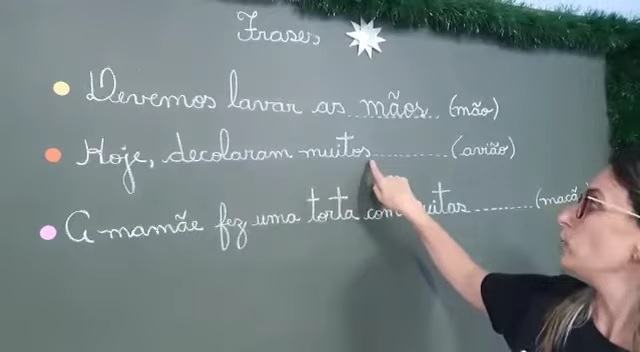 Frases
Devemos lavar as mãos (mão)
Hoje, decolaram muitos.............. (avião)
A mamãe fez uma torta com muitas ......... (maçã)